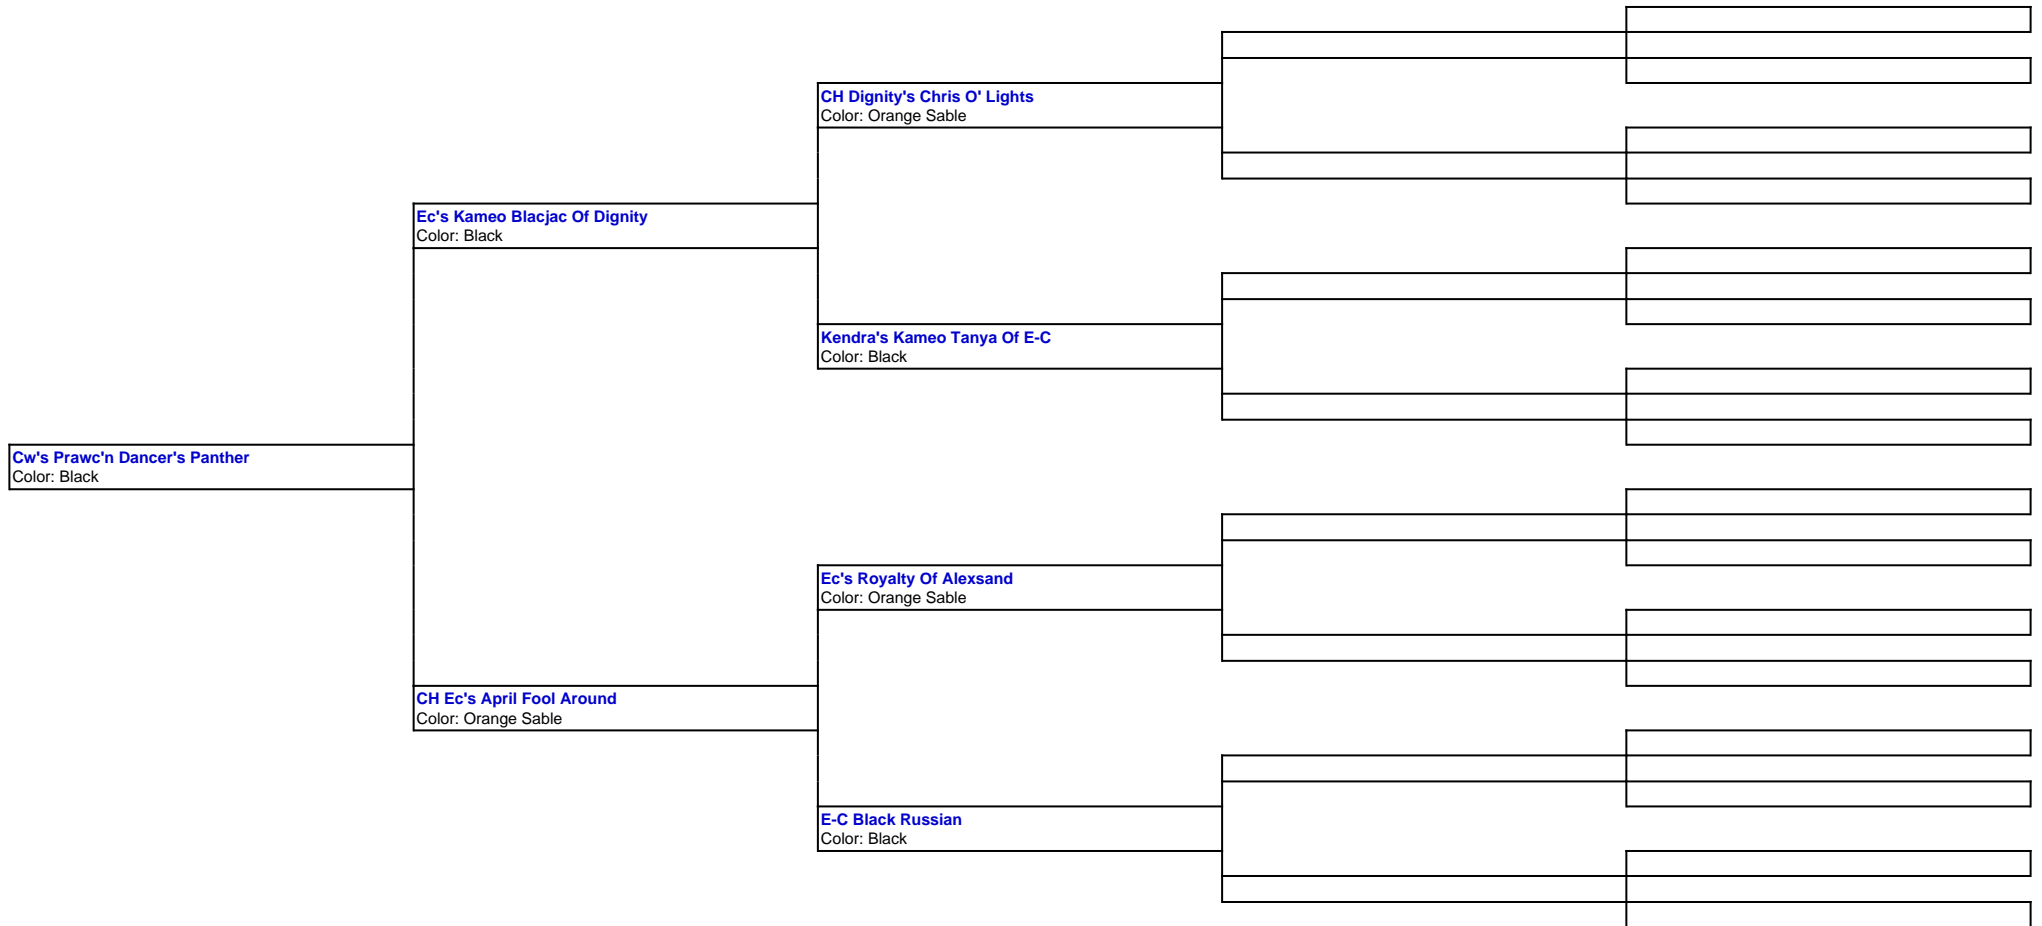 CH Dignity's Chris O' Lights
Color: Orange Sable
Ec's Kameo Blacjac Of Dignity
Color: Black
Kendra's Kameo Tanya Of E-C
Color: Black
Cw's Prawc'n Dancer's Panther
Color: Black
Ec's Royalty Of Alexsand
Color: Orange Sable
CH Ec's April Fool Around
Color: Orange Sable
E-C Black Russian
Color: Black